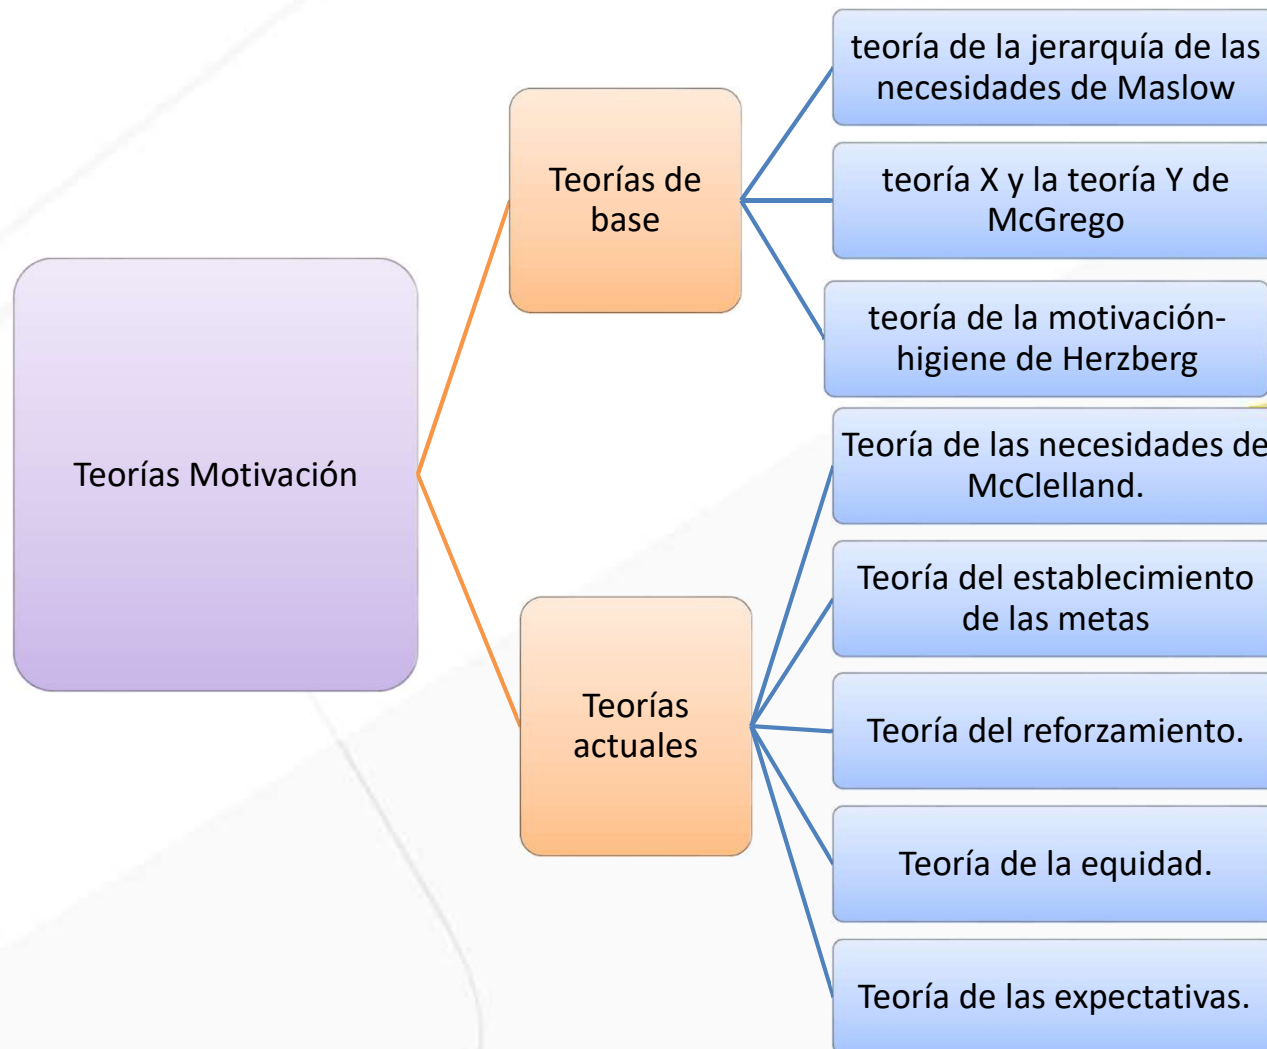 Teorías Motivación
Teorías de
base
teoría de la jerarquía de las
necesidades de Maslow
teoría X y la teoría Y de
McGrego
teoría de la motivación-
higiene de Herzberg
Teorías
actuales
Teoría de las necesidades de
McClelland.
Teoría del establecimiento
de las metas
Teoría del reforzamiento.
Teoría de la equidad.
Teoría de las expectativas.